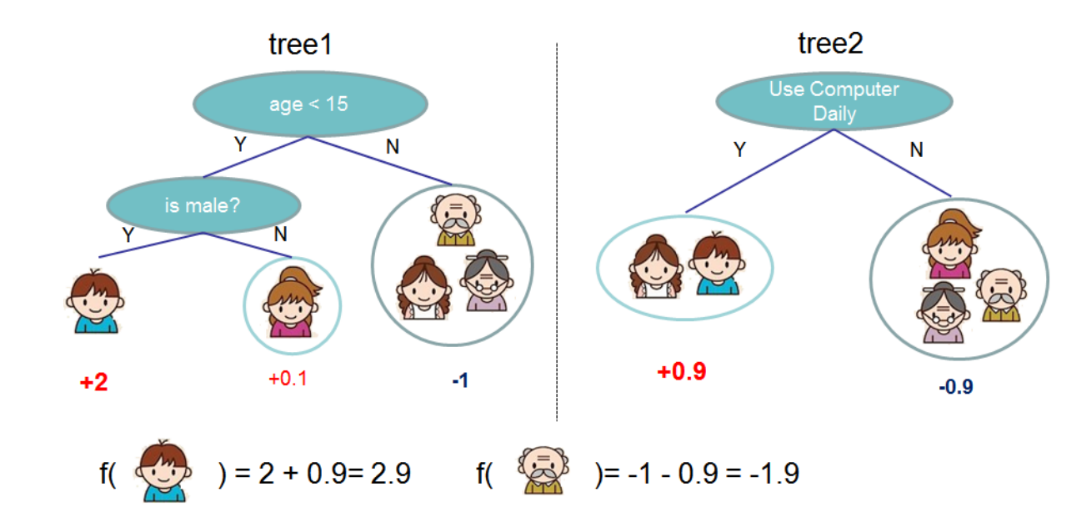 tree1
tree2
age < 15
Use Computer
Daily
Y
N
Y
N
is male?
Y
N
+2
+0.1
-1
+0.9
-0.9
f( ) = 2 + 0.9= 2.9
f( )= -1 - 0.9 = -1.9